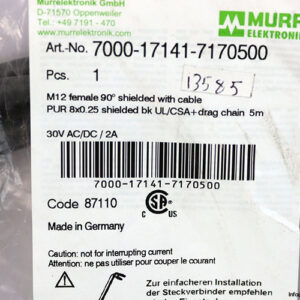 Murrelektronik GmbH
D-71570 Oppenweiler
Tel. +49 7191 - 470
MURR
ELEKTRONIK
Art.-No. 7000-17141-7170500
Pcs. 1
13585
M12 female 90° shielded with cable
PUR 8x0.25 shielded bk UL/CSA+drag chain 5m
30V AC/DC / 2A
7000-17141-7170500
Code 87110
Made in Germany
Caution: not for interrupting current
Attention: ne pas utiliser pour couper le courant
Zur einfacheren Installation
der Steckverbinder empfehlen